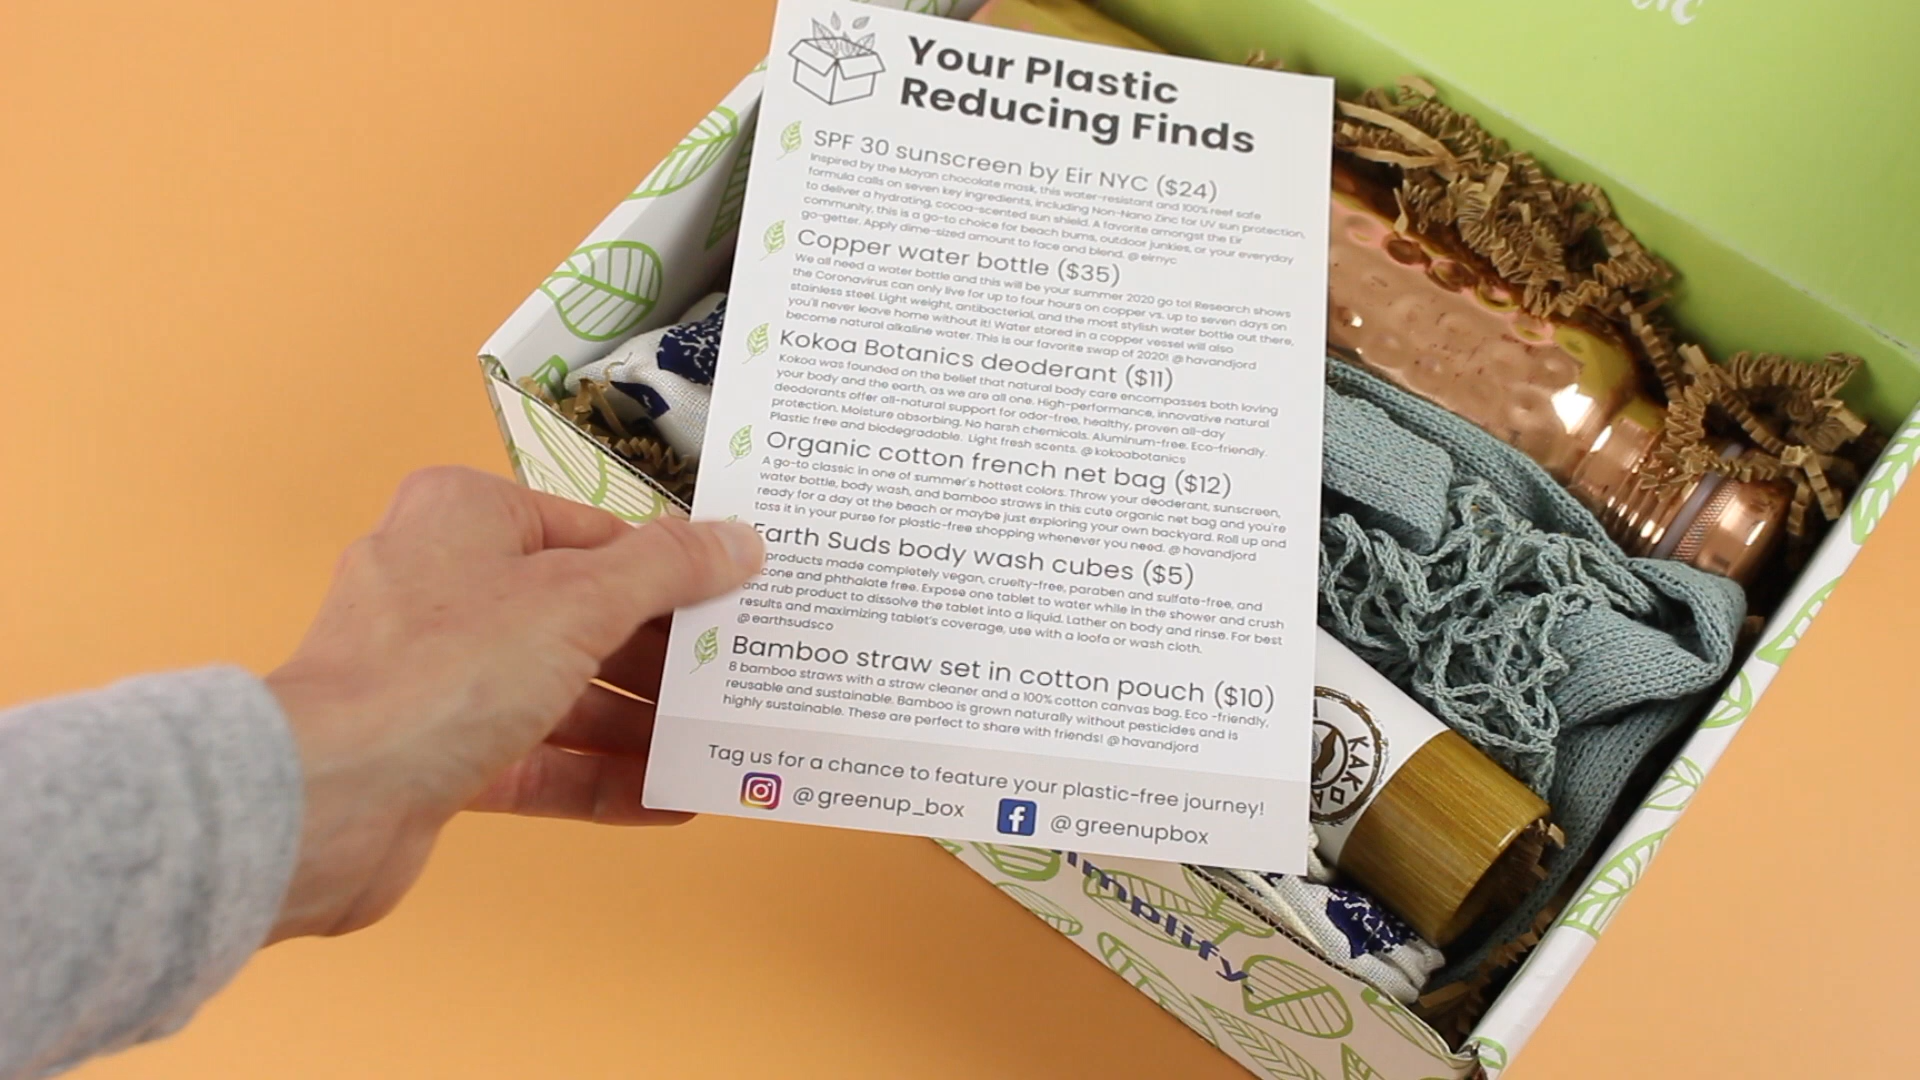 Your Plastic
Reducing Finds
SPF 30 sunscreen by Eir NYC ($24)
Inspired by the Mayan chocolate mask, this water-resistant and 100% reef safe
formula calls on seven key ingredients, including Non-Nano Zinc for UV sun protection,
to deliver a hydrating, cocoa-scented sun shield. A favorite amongst the Eir
community, this is a go-to choice for beach bums, outdoor junkies, or your everyday
go-getter. Apply dime-sized amount to face and blend. @eirnyc
Copper water bottle ($35)
We all need a water bottle and this will be your summer 2020 go to! Research shows
the Coronavirus can only live for up to four hours on copper vs. up to seven days on
stainless steel. Light weight, antibacterial, and the most stylish water bottle out there,
you'll never leave home without it! Water stored in a copper vessel will also
become natural alkaline water. This is our favorite swap of 2020! @havandjord
Kokoa Botanics deoderant ($11)
Kokoa was founded on the belief that natural body care encompasses both loving
your body and the earth, as we are all one. High-performance, innovative natural
deodorants offer all-natural support for odor-free, healthy, proven all-day
protection. Moisture absorbing. No harsh chemicals. Aluminum-free. Eco-friendly.
Plastic free and biodegradable. Light fresh scents. @kokoabotanics
Organic cotton french net bag ($12)
A go-to classic in one of summer's hottest colors. Throw your deodorant, sunscreen,
water bottle, body wash, and bamboo straws in this cute organic net bag and you're
ready for a day at the beach or maybe just exploring your own backyard. Roll up and
toss it in your purse for plastic-free shopping whenever you need. @havandjord
Earth Suds body wash cubes ($5)
products made completely vegan, cruelty-free, paraben and sulfate-free, and
cone and phthalate free. Expose one tablet to water while in the shower and crush
and rub product to dissolve the tablet into a liquid. Lather on body and rinse. For best
results and maximizing tablet's coverage, use with a loofa or wash cloth.
@earthsudsco
Bamboo straw set in cotton pouch ($10)
8 bamboo straws with a straw cleaner and a 100% cotton canvas bag. Eco -friendly,
reusable and sustainable. Bamboo is grown naturally without pesticides and is
highly sustainable. These are perfect to share with friends! @havandjord
Tag us for a chance to feature your plastic-free journey!
@greenup_box @greenupbox
KAKO
implify.